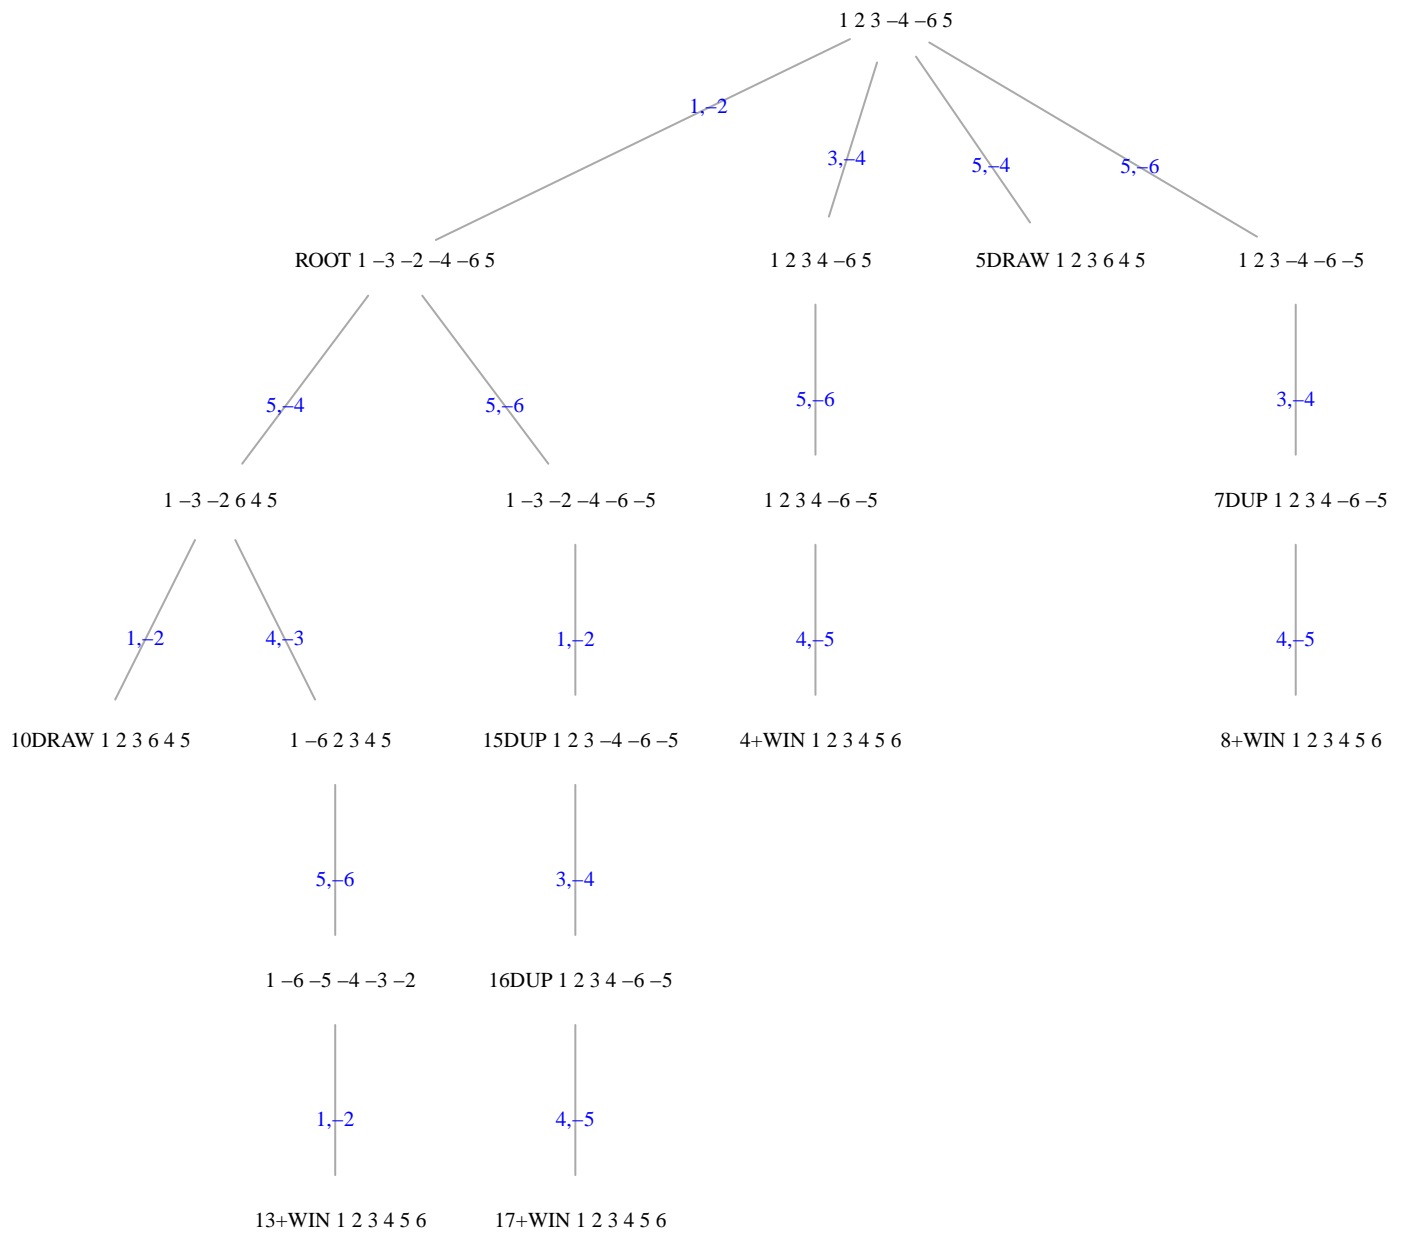 1 2 3 –4 –6 5
1,–2
3,–4
5,–4
5,–6
ROOT 1 –3 –2 –4 –6 5
1 2 3 4 –6 5
5DRAW 1 2 3 6 4 5
1 2 3 –4 –6 –5
5,–4
5,–6
5,–6
3,–4
1 –3 –2 6 4 5
1 –3 –2 –4 –6 –5
1 2 3 4 –6 –5
7DUP 1 2 3 4 –6 –5
1,–2
4,–3
1,–2
4,–5
4,–5
10DRAW 1 2 3 6 4 5
1 –6 2 3 4 5
15DUP 1 2 3 –4 –6 –5
4+WIN 1 2 3 4 5 6
8+WIN 1 2 3 4 5 6
5,–6
3,–4
1 –6 –5 –4 –3 –2
16DUP 1 2 3 4 –6 –5
1,–2
4,–5
13+WIN 1 2 3 4 5 6
17+WIN 1 2 3 4 5 6